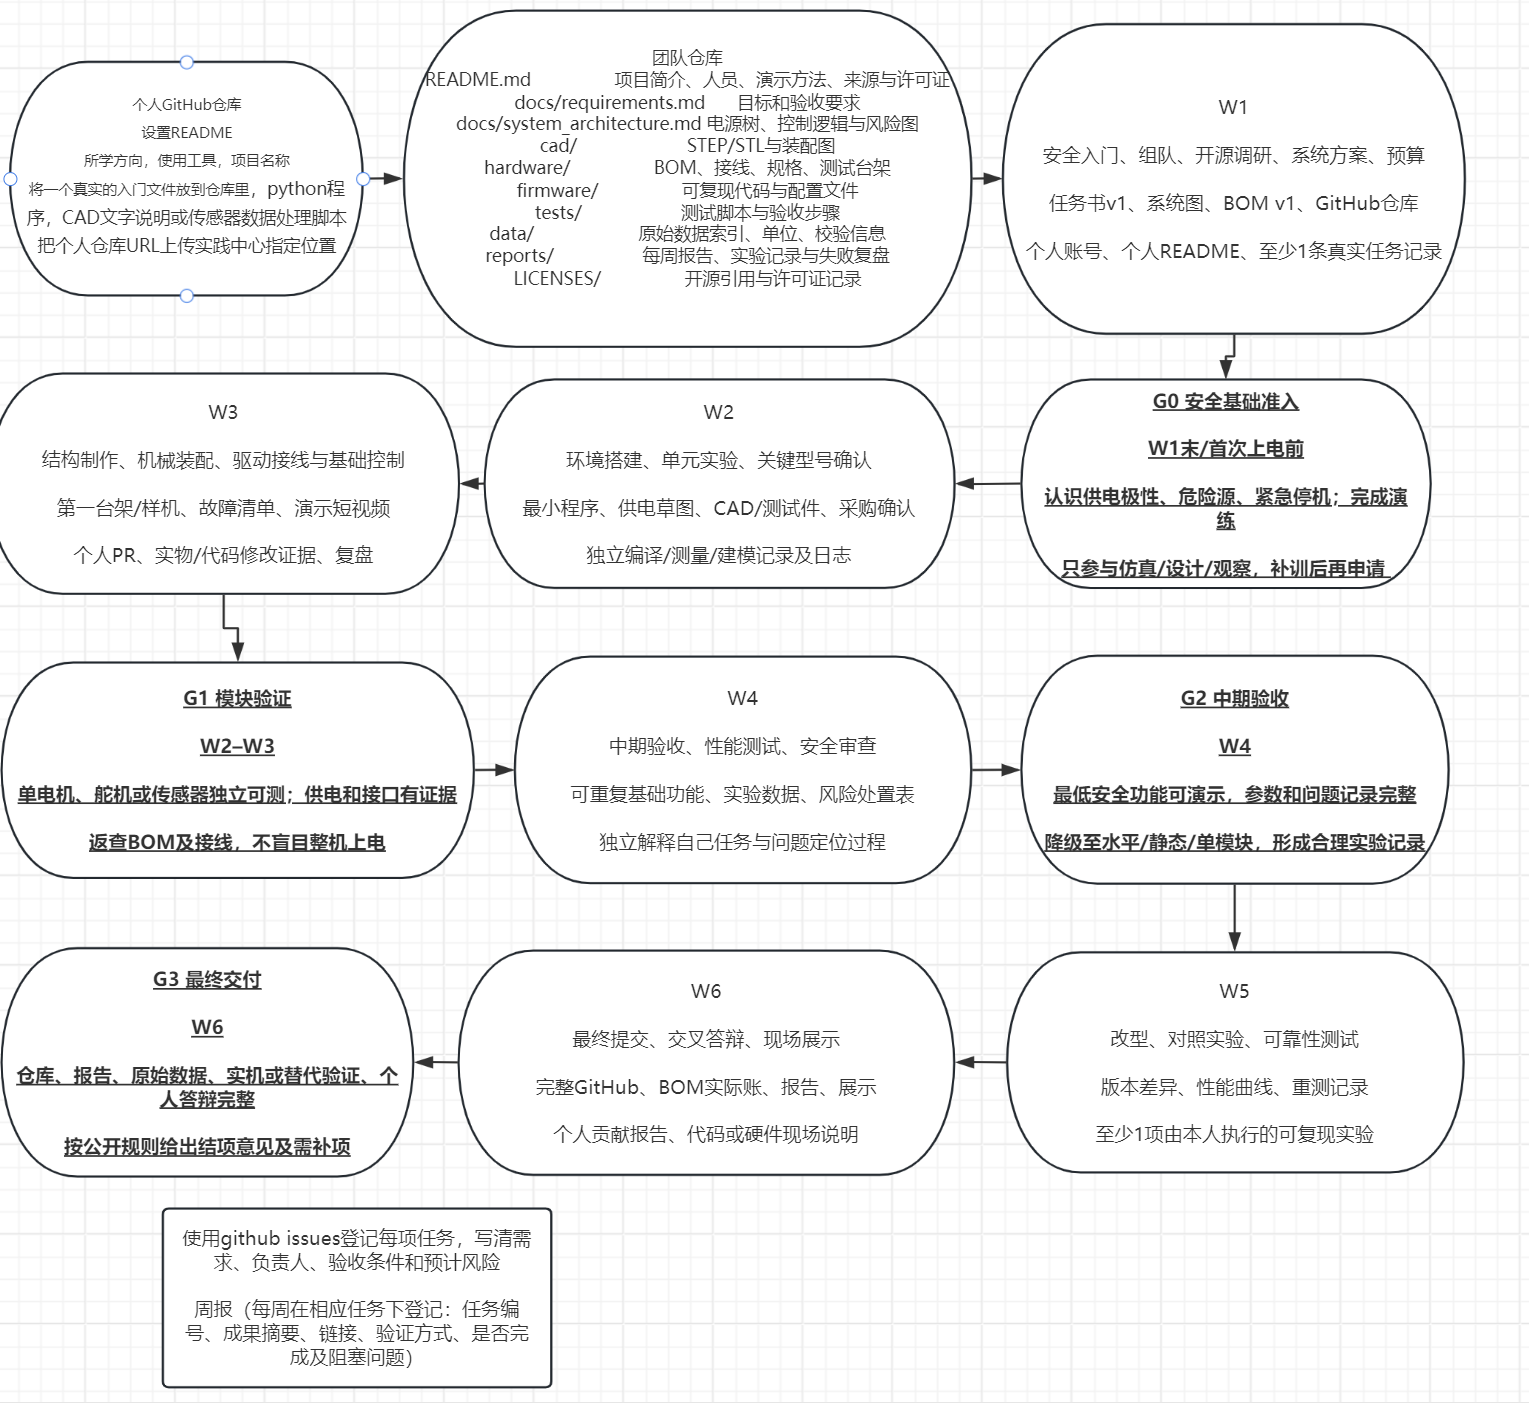 个人GitHub仓库
设置README
所学方向，使用工具，项目名称
将一个真实的入门文件放到仓库里，python程
序，CAD文字说明或传感器数据处理脚本
把个人仓库URL上传实践中心指定位置
团队仓库
README.md 项目简介、人员、演示方法、来源与许可证
docs/requirements.md 目标和验收要求
docs/system_architecture.md 电源树、控制逻辑与风险图
cad/ STEP/STL与装配图
hardware/ BOM、接线、规格、测试台架
firmware/ 可复现代码与配置文件
tests/ 测试脚本与验收步骤
data/ 原始数据索引、单位、校验信息
reports/ 每周报告、实验记录与失败复盘
LICENSES/ 开源引用与许可证记录
W1
安全入门、组队、开源调研、系统方案、预算
任务书v1、系统图、BOM v1、GitHub仓库
个人账号、个人README、至少1条真实任务记录
G0 安全基础准入
W1末/首次上电前
认识供电极性、危险源、紧急停机；完成演
练
只参与仿真/设计/观察，补训后再申请
W2
环境搭建、单元实验、关键型号确认
最小程序、供电草图、CAD/测试件、采购确认
独立编译/测量/建模记录及日志
W3
结构制作、机械装配、驱动接线与基础控制
第一台架/样机、故障清单、演示短视频
个人PR、实物/代码修改证据、复盘
G1 模块验证
W2–W3
单电机、舵机或传感器独立可测；供电和接口有证据
返查BOM及接线，不盲目整机上电
W4
中期验收、性能测试、安全审查
可重复基础功能、实验数据、风险处置表
独立解释自己任务与问题定位过程
G2 中期验收
W4
最低安全功能可演示，参数和问题记录完整
降级至水平/静态/单模块，形成合理实验记录
W5
改型、对照实验、可靠性测试
版本差异、性能曲线、重测记录
至少1项由本人执行的可复现实验
W6
最终提交、交叉答辩、现场展示
完整GitHub、BOM实际账、报告、展示
个人贡献报告、代码或硬件现场说明
G3 最终交付
W6
仓库、报告、原始数据、实机或替代验证、个
人答辩完整
按公开规则给出结项意见及需补项
使用github issues登记每项任务，写清需
求、负责人、验收条件和预计风险
周报（每周在相应任务下登记：任务编
号、成果摘要、链接、验证方式、是否完
成及阻塞问题）